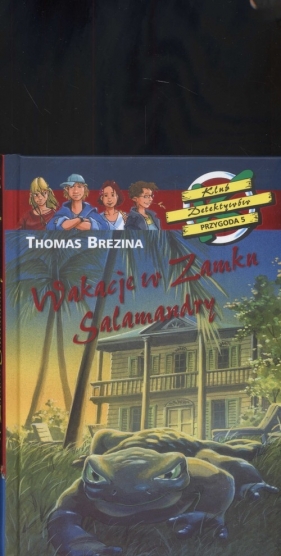 Klub
Detektywów
PRZYGODA 5
THOMAS BREZINA
Wakacje w Zamku
Salamandry